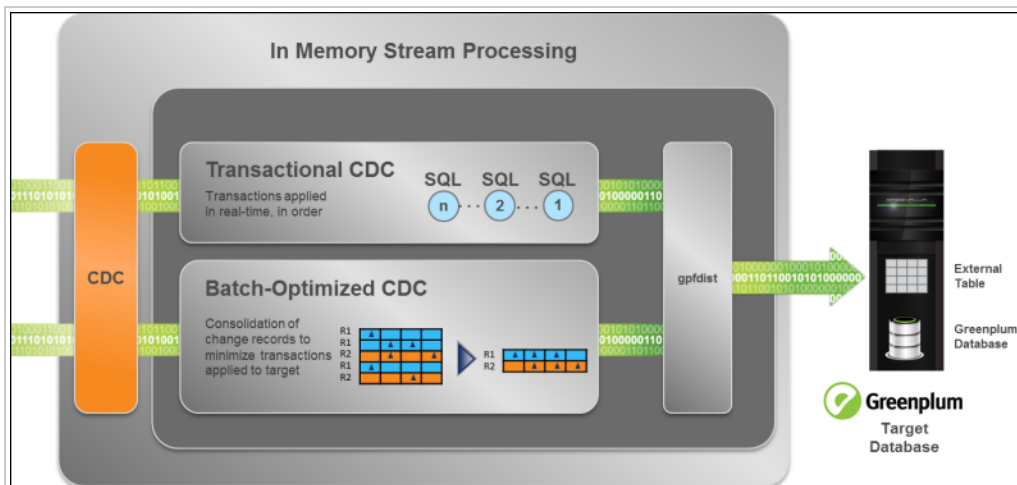 In Memory Stream Processing
CDC
Transactional CDC
Transactions applied
in real-time, in order
SQL SQL SQL
n ... 2 ... 1
Batch-Optimized CDC
Consolidation of
change records to
minimize transactions
applied to target
R1
R1
R2
R1
R2
R1
R2
gpfdist
GREENPLUM
External
Table
Greenplum
Database
Greenplum
Target
Database